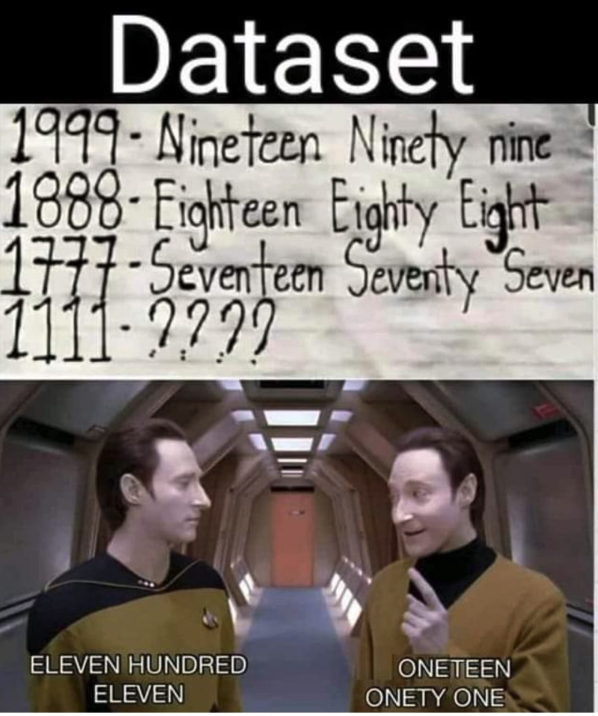 Dataset
1999- Nineteen Ninety nine
1888- Eighteen Eighty Eight
1777- Seventeen Seventy Seven
1111- ????
ELEVEN HUNDRED
ELEVEN
ONETEEN
ONETY ONE